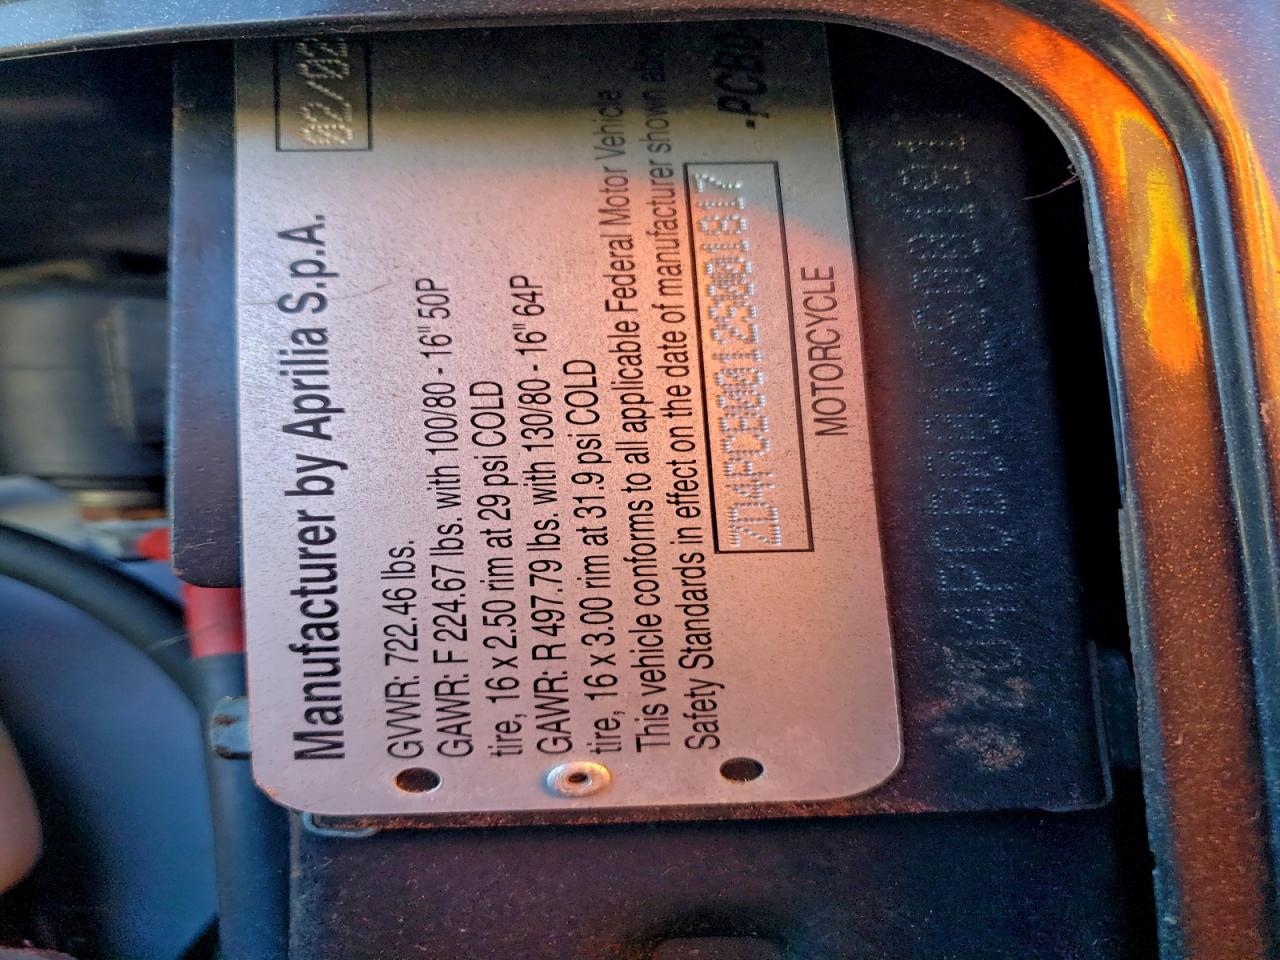 Manufacturer by Aprilia S.p.A.
GVWR: 722.46 lbs.
GAWR: F 224.67 lbs. with 100/80 - 16" 50P
tire, 16 x 2.50 rim at 29 psi COLD
GAWR: R 497.79 lbs. with 130/80 - 16" 64P
tire, 16 x 3.00 rim at 31.9 psi COLD
This vehicle conforms to all applicable Federal Motor Vehicle
Safety Standards in effect on the date of manufacturer shown
MOTORCYCLE